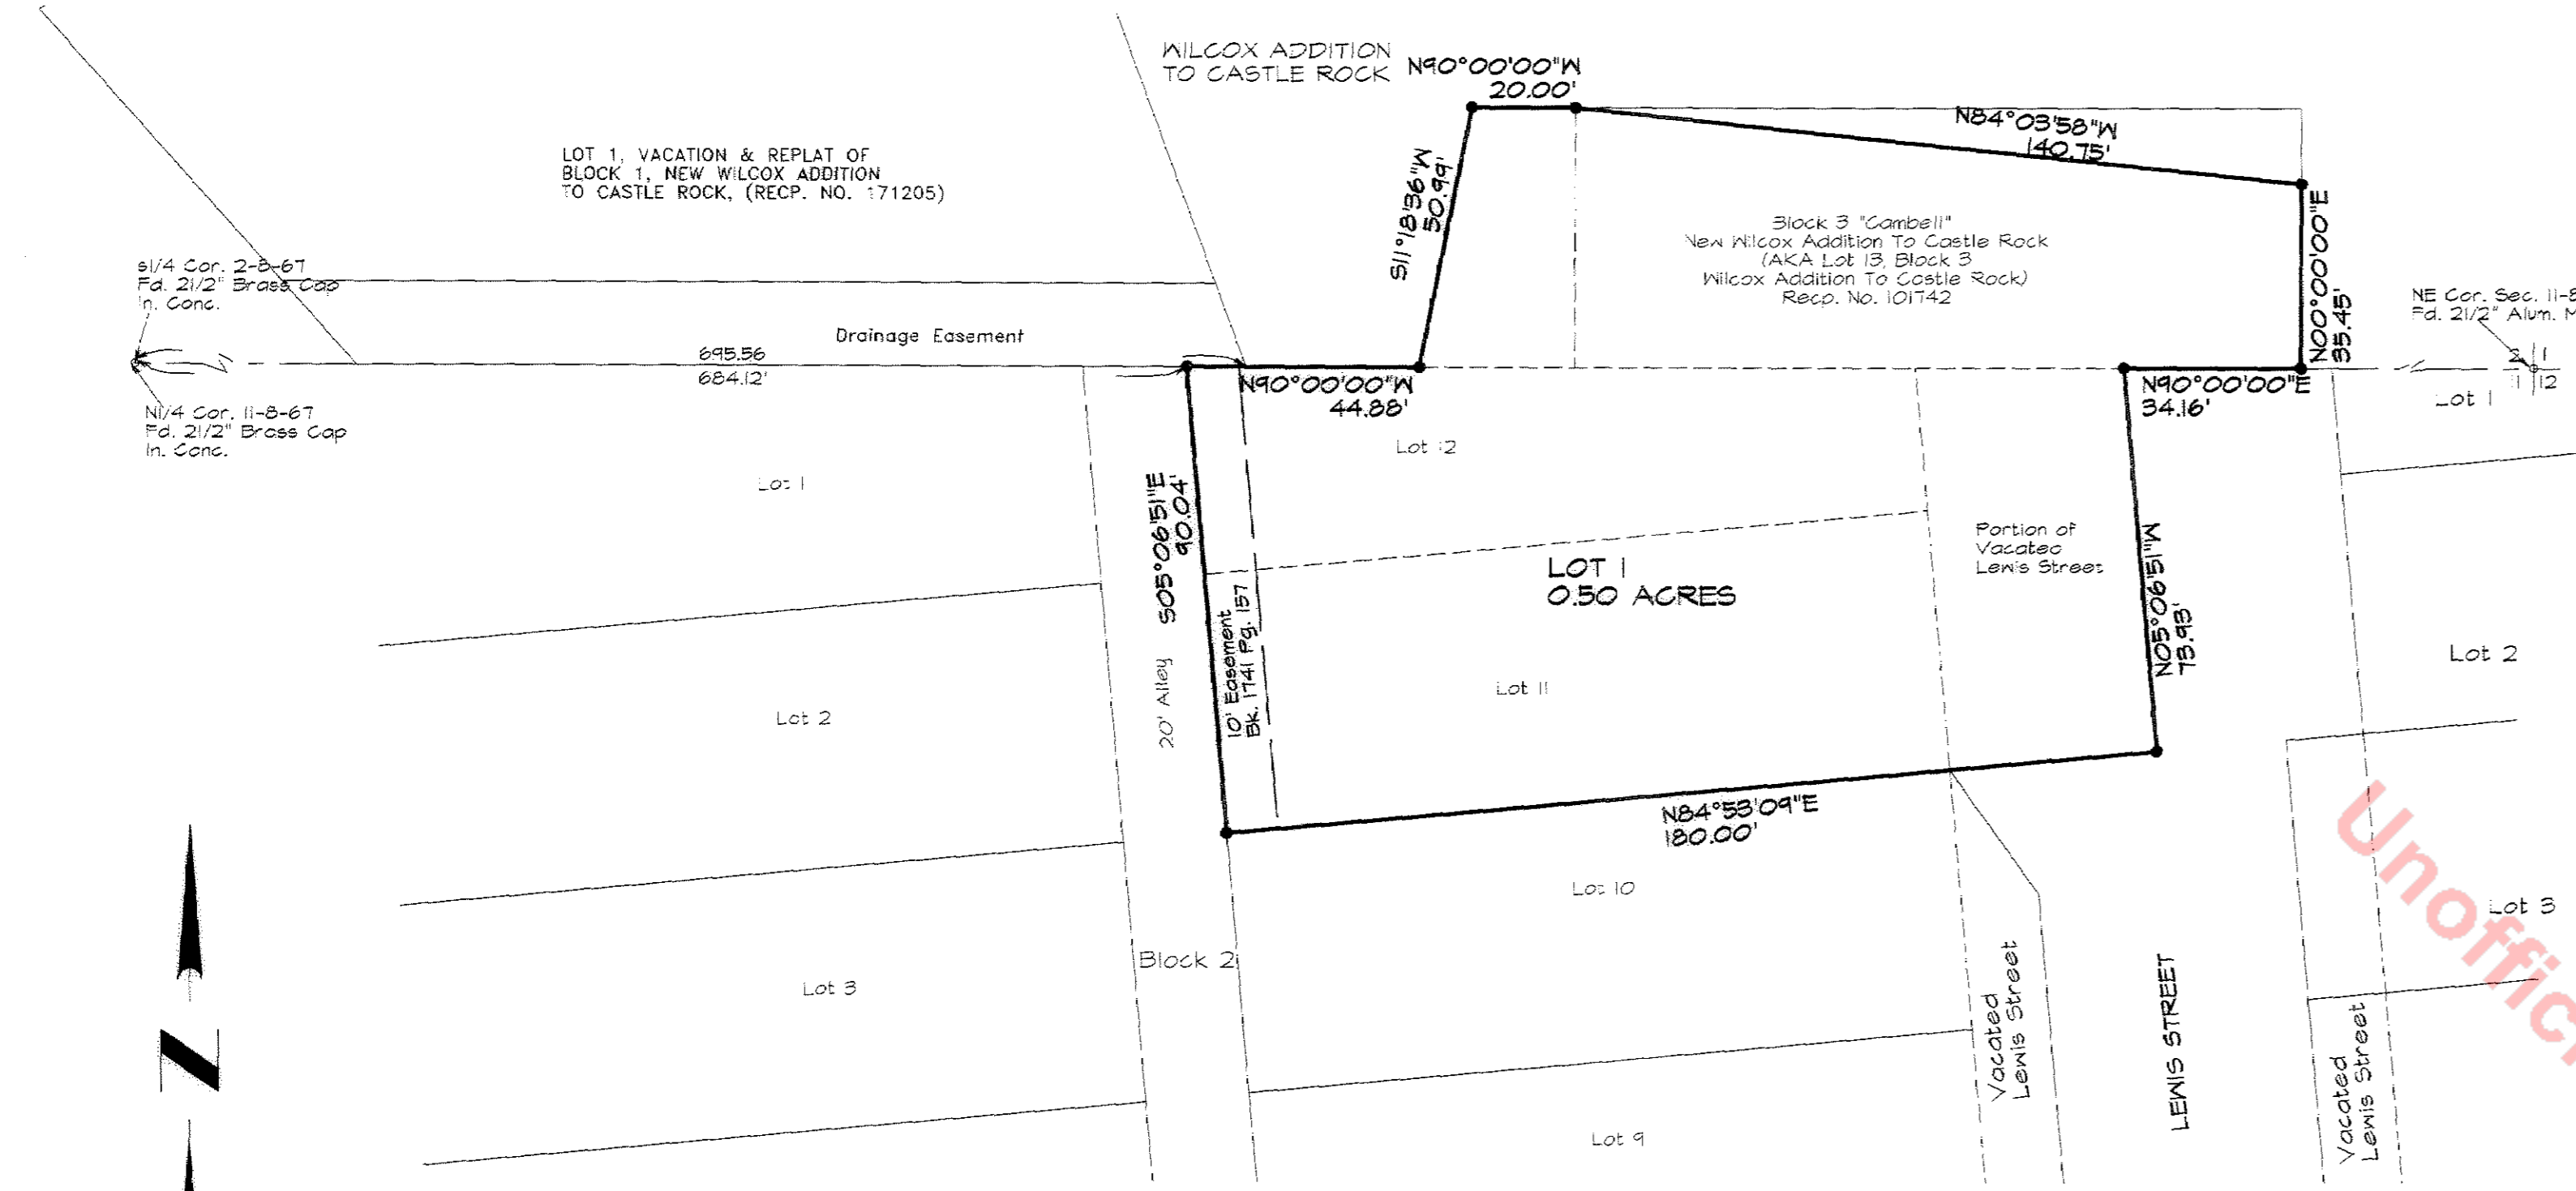 WILCOX ADDITION
TO CASTLE ROCK
N90°00'00"W
20.00'
N84°03'58"W
140.75'
LOT 1, VACATION & REPLAT OF
BLOCK 1, NEW WILCOX ADDITION
TO CASTLE ROCK, (RECP. NO. 171205)
S11°18'36"W
50.99'
Block 3 "Cambell"
New Wilcox Addition To Castle Rock
(AKA Lot 13, Block 3
Wilcox Addition To Castle Rock)
Recp. No. 101742
N00°00'00"E
35.45'
s1/4 Cor. 2-8-67
Fd. 21/2" Brass Cap
In. Conc.
NE Cor. Sec. 11-8
Fd. 21/2" Alum. M
2 1
11 12
Drainage Easement
695.56
684.12'
N90°00'00"W
44.88'
N90°00'00"E
34.16'
Lot 1
N1/4 Cor. 11-8-67
Fd. 21/2" Brass Cap
In. Conc.
Lot 12
Lot 1
S05°06'51"E
90.04'
Portion of
Vacated
Lewis Street
N05°06'51"W
73.93'
LOT 1
0.50 ACRES
10' Easement
Bk. 1741 Pg. 157
20' Alley
Lot 2
Lot 11
Lot 2
N84°53'09"E
180.00'
Lot 10
Lot 3
Block 2
Lot 3
Vacated
Lewis Street
LEWIS STREET
Vacated
Lewis Street
Lot 9
N
Unoffic